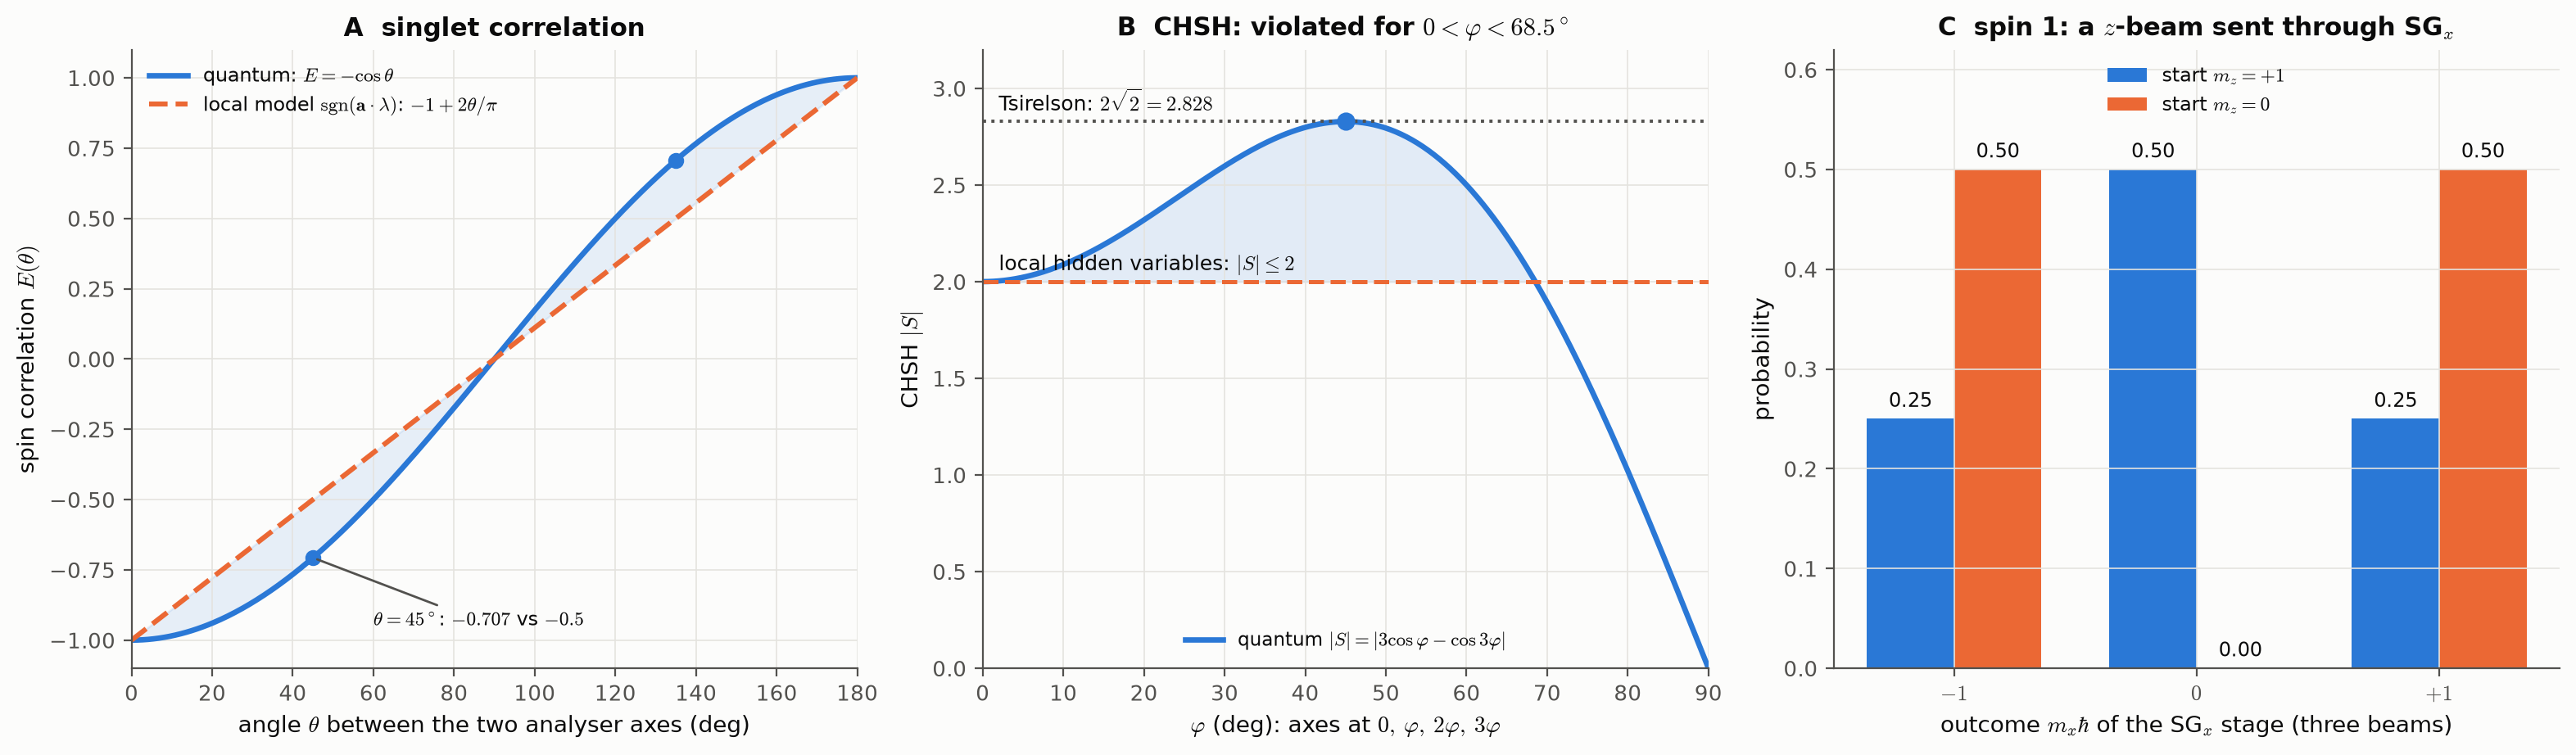 A  singlet correlation
quantum: E = −cos θ
local model sgn(a · λ): −1 + 2θ/π
1.00
0.75
0.50
0.25
0.00
−0.25
−0.50
−0.75
−1.00
spin correlation E(θ)
θ = 45°: −0.707 vs −0.5
0 20 40 60 80 100 120 140 160 180
angle θ between the two analyser axes (deg)
B  CHSH: violated for 0 < φ < 68.5°
Tsirelson: 2√2 = 2.828
local hidden variables: |S| ≤ 2
3.0
2.5
2.0
1.5
1.0
0.5
0.0
CHSH |S|
quantum |S| = |3cos φ − cos 3φ|
0 10 20 30 40 50 60 70 80 90
φ (deg): axes at 0, φ, 2φ, 3φ
C  spin 1: a z-beam sent through SGₓ
start m_z = +1
start m_z = 0
0.6
0.5
0.4
0.3
0.2
0.1
0.0
probability
0.25 0.50 0.50 0.00 0.25 0.50
−1 0 +1
outcome mₓħ of the SGₓ stage (three beams)